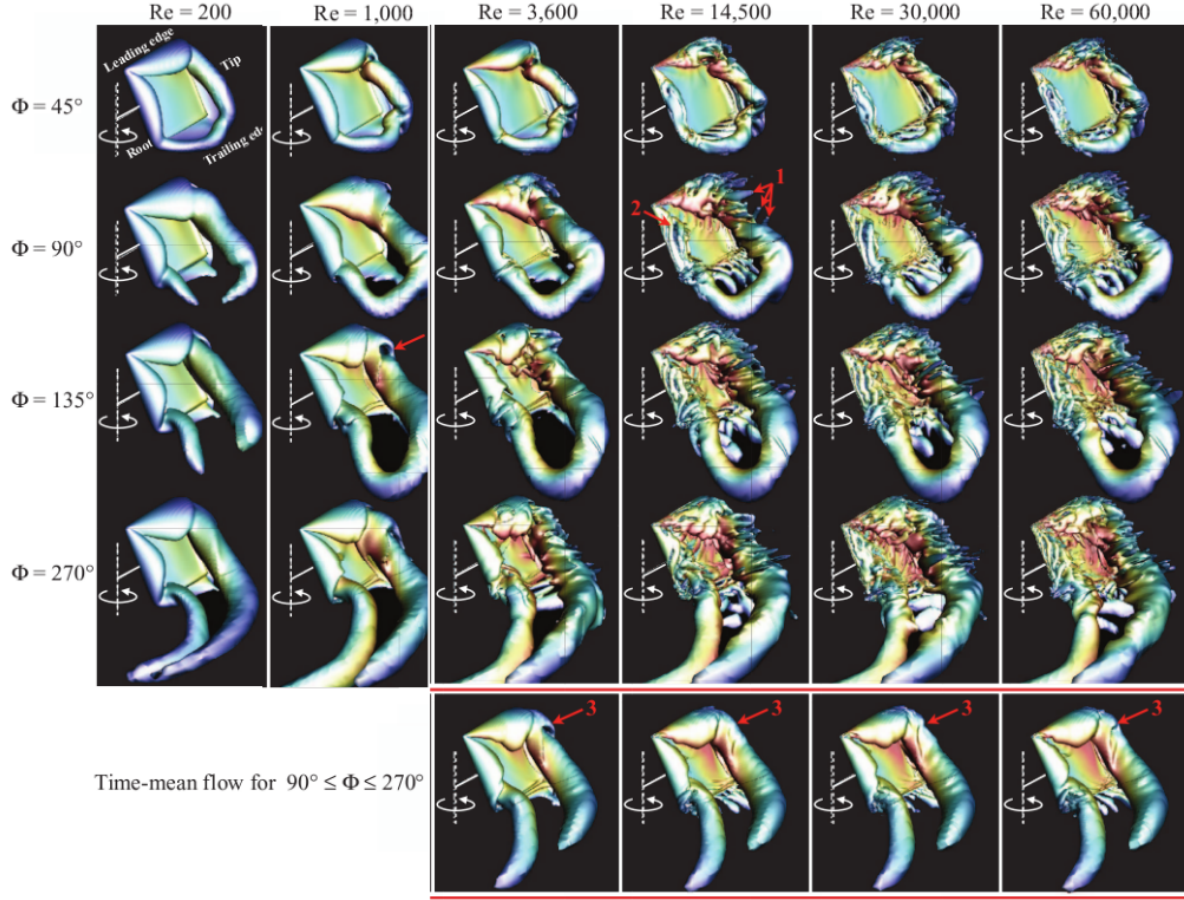 Re = 200 Re = 1,000 Re = 3,600 Re = 14,500 Re = 30,000 Re = 60,000
Leading edge
Tip
Φ = 45°
Root
Trailing ed
1
2
Φ = 90°
Φ = 135°
Φ = 270°
3 3 3 3
Time-mean flow for 90° ≤ Φ ≤ 270°